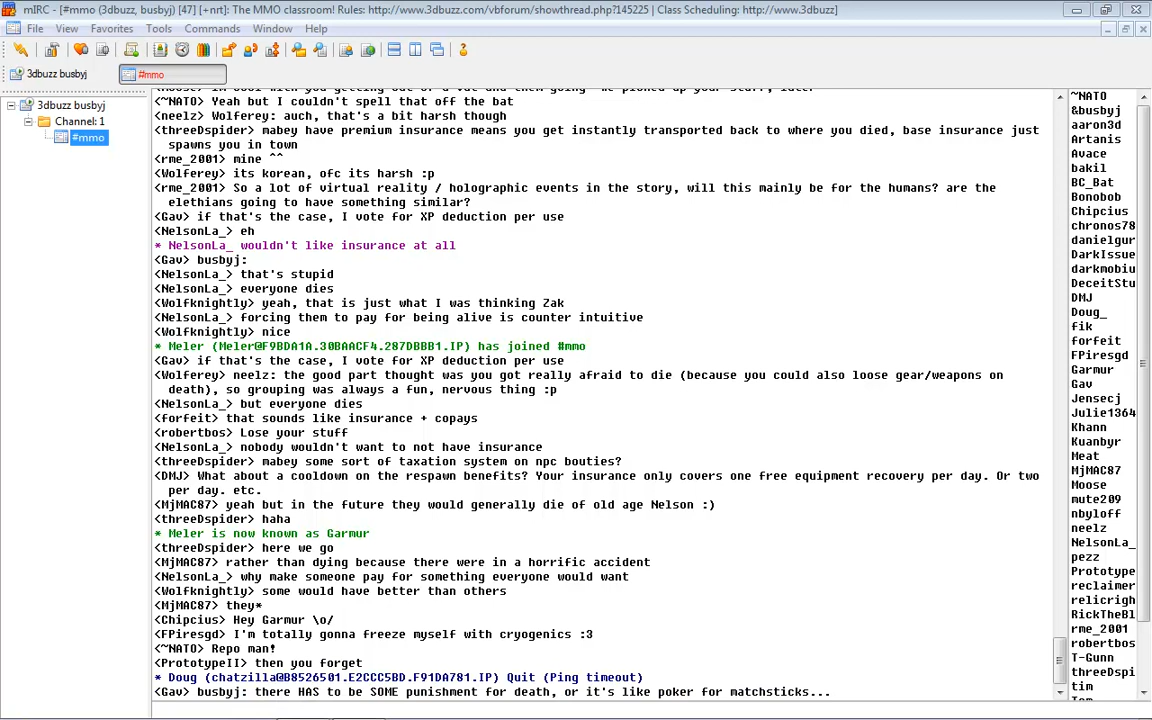 mIRC - [#mmo (3dbuzz, busbyj) [47] [+nrt]: The MMO classroom! Rules: http://www.3dbuzz.com/vbforum/showthread.php?145225 | Class Scheduling: http://www.3dbuzz]
File View Favorites Tools Commands Window Help
3dbuzz busbyj #mmo
3dbuzz busbyj
Channel: 1
#mmo
<~NATO> Yeah but I couldn't spell that off the bat
<neelz> Wolferey: auch, that's a bit harsh though
<threeDspider> mabey have premium insurance means you get instantly transported back to where you died, base insurance just
spawns you in town
<rme_2001> mine ^^
<Wolferey> its korean, ofc its harsh :p
<rme_2001> So a lot of virtual reality / holographic events in the story, will this mainly be for the humans? are the
elethians going to have something similar?
<Gav> if that's the case, I vote for XP deduction per use
<NelsonLa_> eh
* NelsonLa_ wouldn't like insurance at all
<Gav> busbyj:
<NelsonLa_> that's stupid
<NelsonLa_> everyone dies
<Wolfknightly> yeah, that is just what I was thinking Zak
<NelsonLa_> forcing them to pay for being alive is counter intuitive
<Wolfknightly> nice
* Meler (Meler@F9BDA1A.30BAACF4.287DBBB1.IP) has joined #mmo
<Gav> if that's the case, I vote for XP deduction per use
<Wolferey> neelz: the good part thought was you got really afraid to die (because you could also loose gear/weapons on
death), so grouping was always a fun, nervous thing :p
<NelsonLa_> but everyone dies
<forfeit> that sounds like insurance + copays
<robertbos> Lose your stuff
<NelsonLa_> nobody wouldn't want to not have insurance
<threeDspider> mabey some sort of taxation system on npc bouties?
<DMJ> What about a cooldown on the respawn benefits? Your insurance only covers one free equipment recovery per day. Or two
per day. etc.
<MjMAC87> yeah but in the future they would generally die of old age Nelson :)
<threeDspider> haha
* Meler is now known as Garmur
<threeDspider> here we go
<MjMAC87> rather than dying because there were in a horrific accident
<NelsonLa_> why make someone pay for something everyone would want
<Wolfknightly> some would have better than others
<MjMAC87> they*
<Chipcius> Hey Garmur \o/
<FPiresgd> I'm totally gonna freeze myself with cryogenics :3
<~NATO> Repo man!
<PrototypeII> then you forget
* Doug (chatzilla@B8526501.E2CCC5BD.F91DA781.IP) Quit (Ping timeout)
<Gav> busbyj: there HAS to be SOME punishment for death, or it's like poker for matchsticks...
~NATO
&busbyj
aaron3d
Artanis
Avace
bakil
BC_Bat
Bonobob
Chipcius
chronos78
danielgur
DarkIssue
darkmobiu
DeceitStu
DMJ
Doug_
fik
forfeit
FPiresgd
Garmur
Gav
Jensecj
Julie1364
Khann
Kuanbyr
Meat
MjMAC87
Moose
mute209
nbyloff
neelz
NelsonLa_
pezz
Prototype
reclaimer
relicrigh
RickTheBl
rme_2001
robertbos
T-Gunn
threeDspi
tim